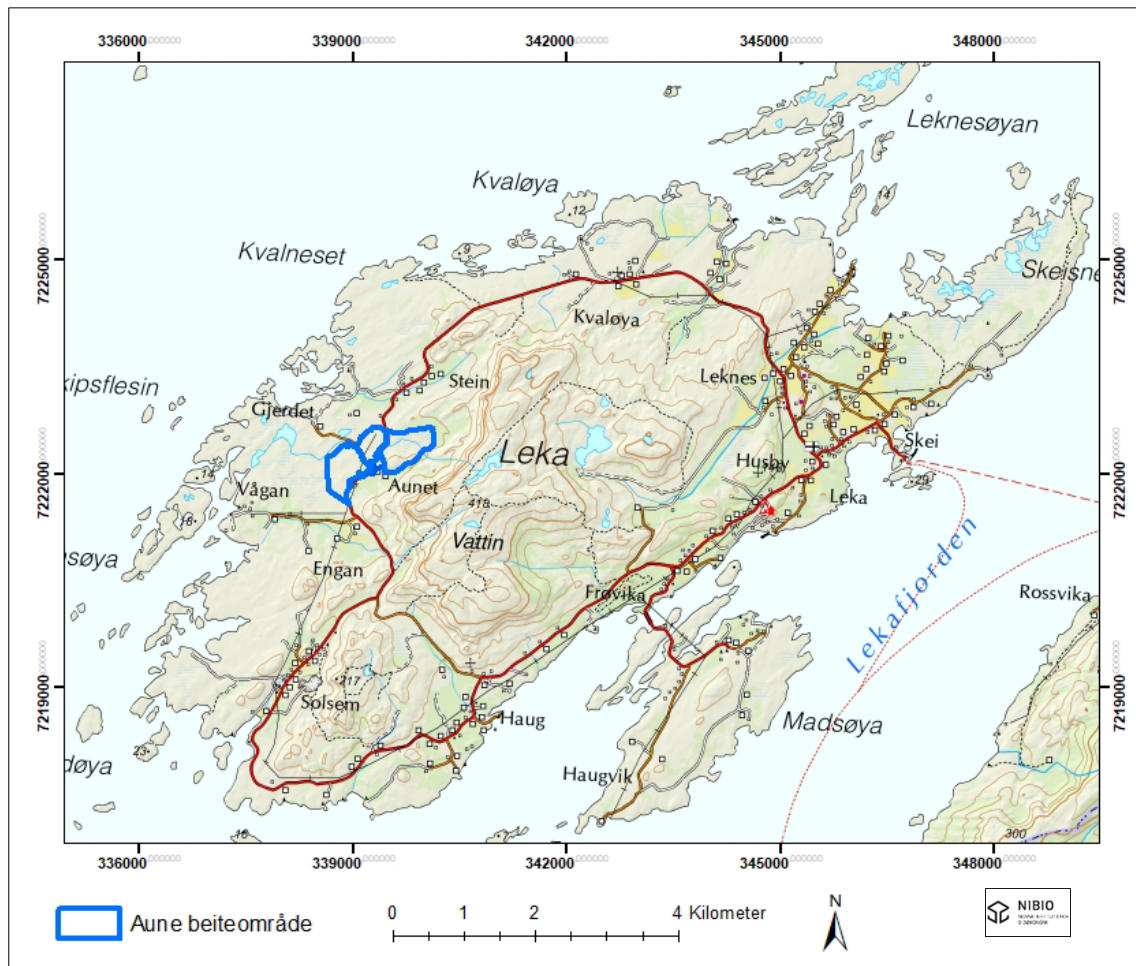 336000 339000 342000 345000 348000
Leknesøyan
14
Kvaløya
12
Kvalneset
9
7225000
7225000
Skeisne
Kvaløya
Stein
Leknes
kipsflesin
Gjerdet
Leka
Skei
7222000
7222000
14
Aunet
Husby
29
Vågan
418
Leka
16
Vattin
søya
Engan
Frøvika
Rossvika
Lekafjorden
7219000
7219000
217
Solsem
Haug
Madsøya
23
døya
Haugvik
16
300
336000 339000 342000 345000 348000
Aune beiteområde
0 1 2 4 Kilometer
N
NIBIO